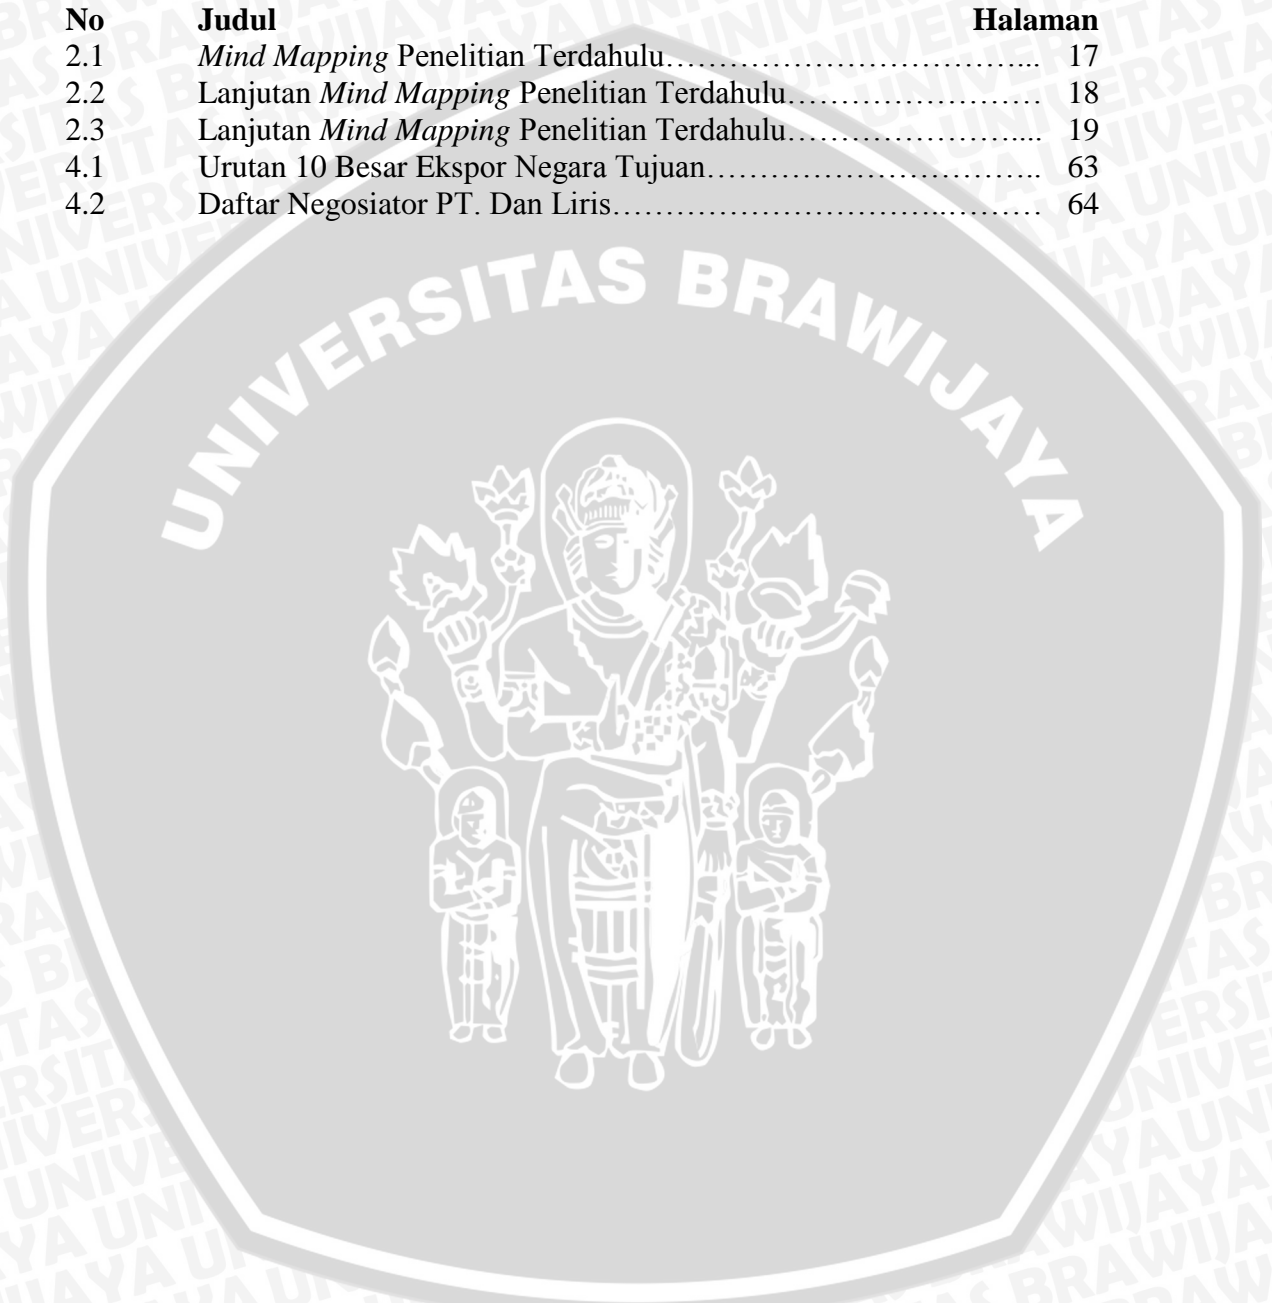 No Judul Halaman
2.1 Mind Mapping Penelitian Terdahulu……………………………... 17
2.2 Lanjutan Mind Mapping Penelitian Terdahulu…………………… 18
2.3 Lanjutan Mind Mapping Penelitian Terdahulu………………….... 19
4.1 Urutan 10 Besar Ekspor Negara Tujuan………………………….. 63
4.2 Daftar Negosiator PT. Dan Liris…………………………..……… 64
UNIVERSITAS BRAWIJAYA